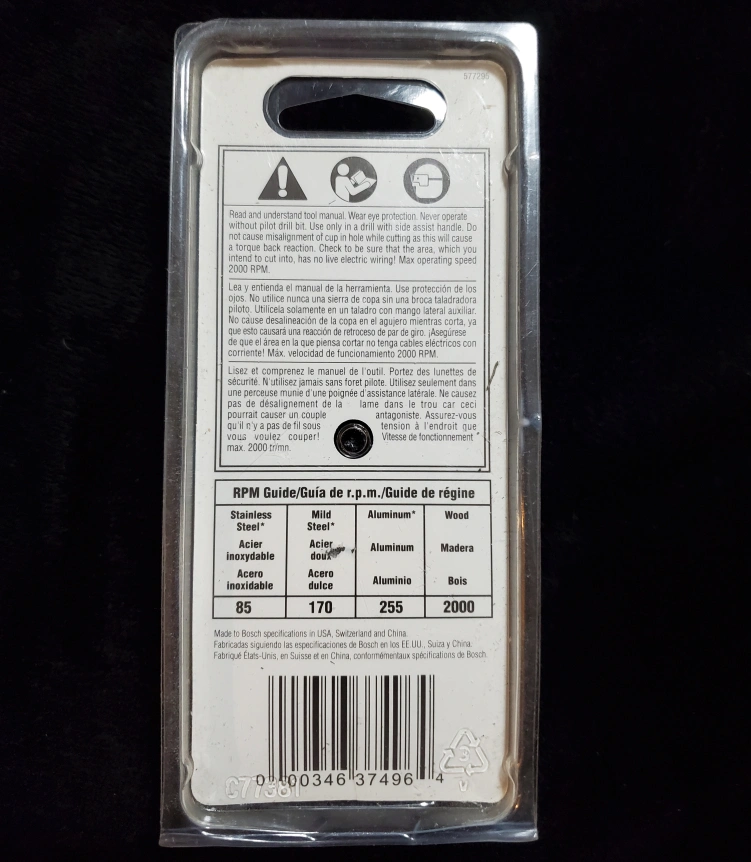 577295
Read and understand tool manual. Wear eye protection. Never operate
without pilot drill bit. Use only in a drill with side assist handle. Do
not cause misalignment of cup in hole while cutting as this will cause
a torque back reaction. Check to be sure that the area, which you
intend to cut into, has no live electric wiring! Max operating speed
2000 RPM.
Lea y entienda el manual de la herramienta. Use protección de los
ojos. No utilice nunca una sierra de copa sin una broca taladradora
piloto. Utilícela solamente en un taladro con mango lateral auxiliar.
No cause desalineación de la copa en el agujero mientras corta, ya
que esto causará una reacción de retroceso de par de giro. ¡Asegúrese
de que el área en la que piensa cortar no tenga cables eléctricos con
corriente! Máx. velocidad de funcionamiento 2000 RPM.
Lisez et comprenez le manuel de l'outil. Portez des lunettes de
sécurité. N'utilisez jamais sans foret pilote. Utilisez seulement dans
une perceuse munie d'une poignée d'assistance latérale. Ne causez
pas de désalignement de la lame dans le trou car ceci
pourrait causer un couple antagoniste. Assurez-vous
qu'il n'y a pas de fil sous tension à l'endroit que
vous voulez couper! Vitesse de fonctionnement
max. 2000 tr/mn.
RPM Guide/Guía de r.p.m./Guide de régine
Stainless Mild Aluminum* Wood
Steel* Steel*
Acier Acier Aluminum Madera
inoxydable doux
Acero Acero Aluminio Bois
inoxidable dulce
85 170 255 2000
Made to Bosch specifications in USA, Switzerland and China.
Fabricadas siguiendo las especificaciones de Bosch en los EE.UU., Suiza y China.
Fabriqué États-Unis, en Suisse et en China, conformémentaux spécifications de Bosch.
00346 37496 4
3
V